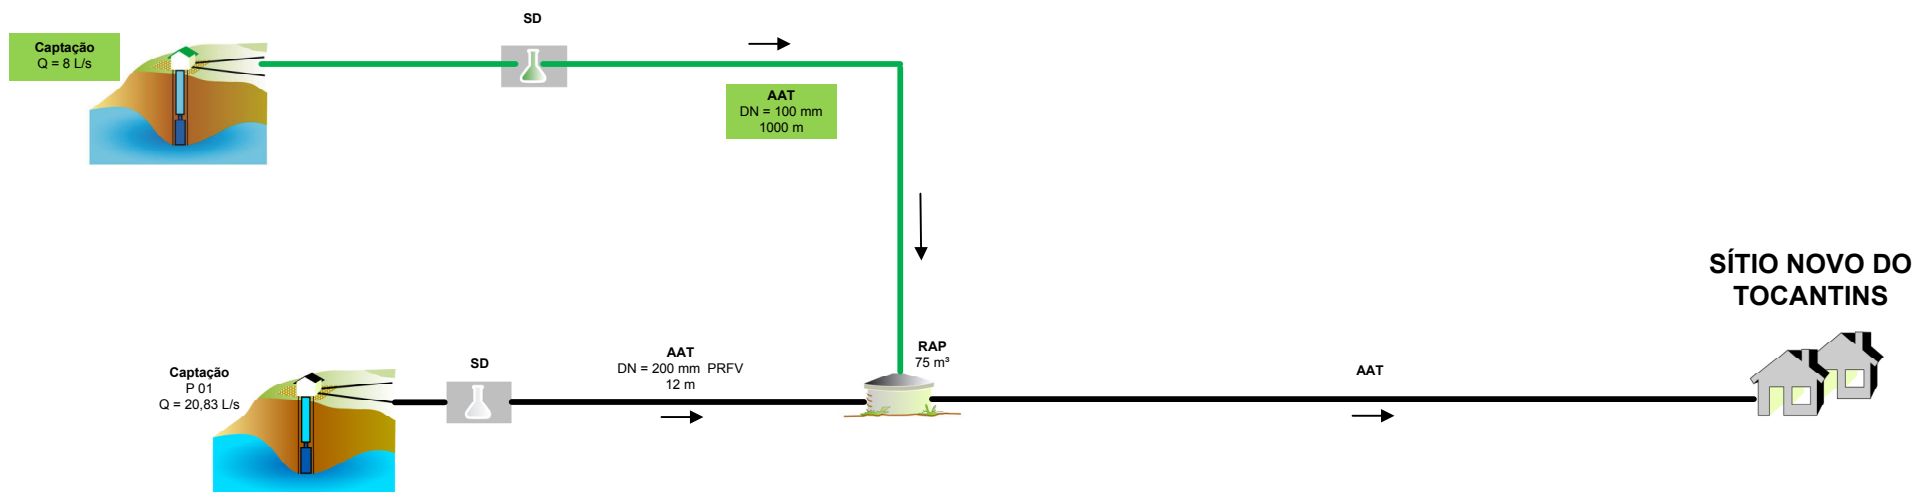 SD
Captação
Q = 8 L/s
AAT
DN = 100 mm
1000 m
SÍTIO NOVO DO
TOCANTINS
Captação
P 01
Q = 20,83 L/s
SD
AAT
DN = 200 mm PRFV
12 m
RAP
75 m³
AAT